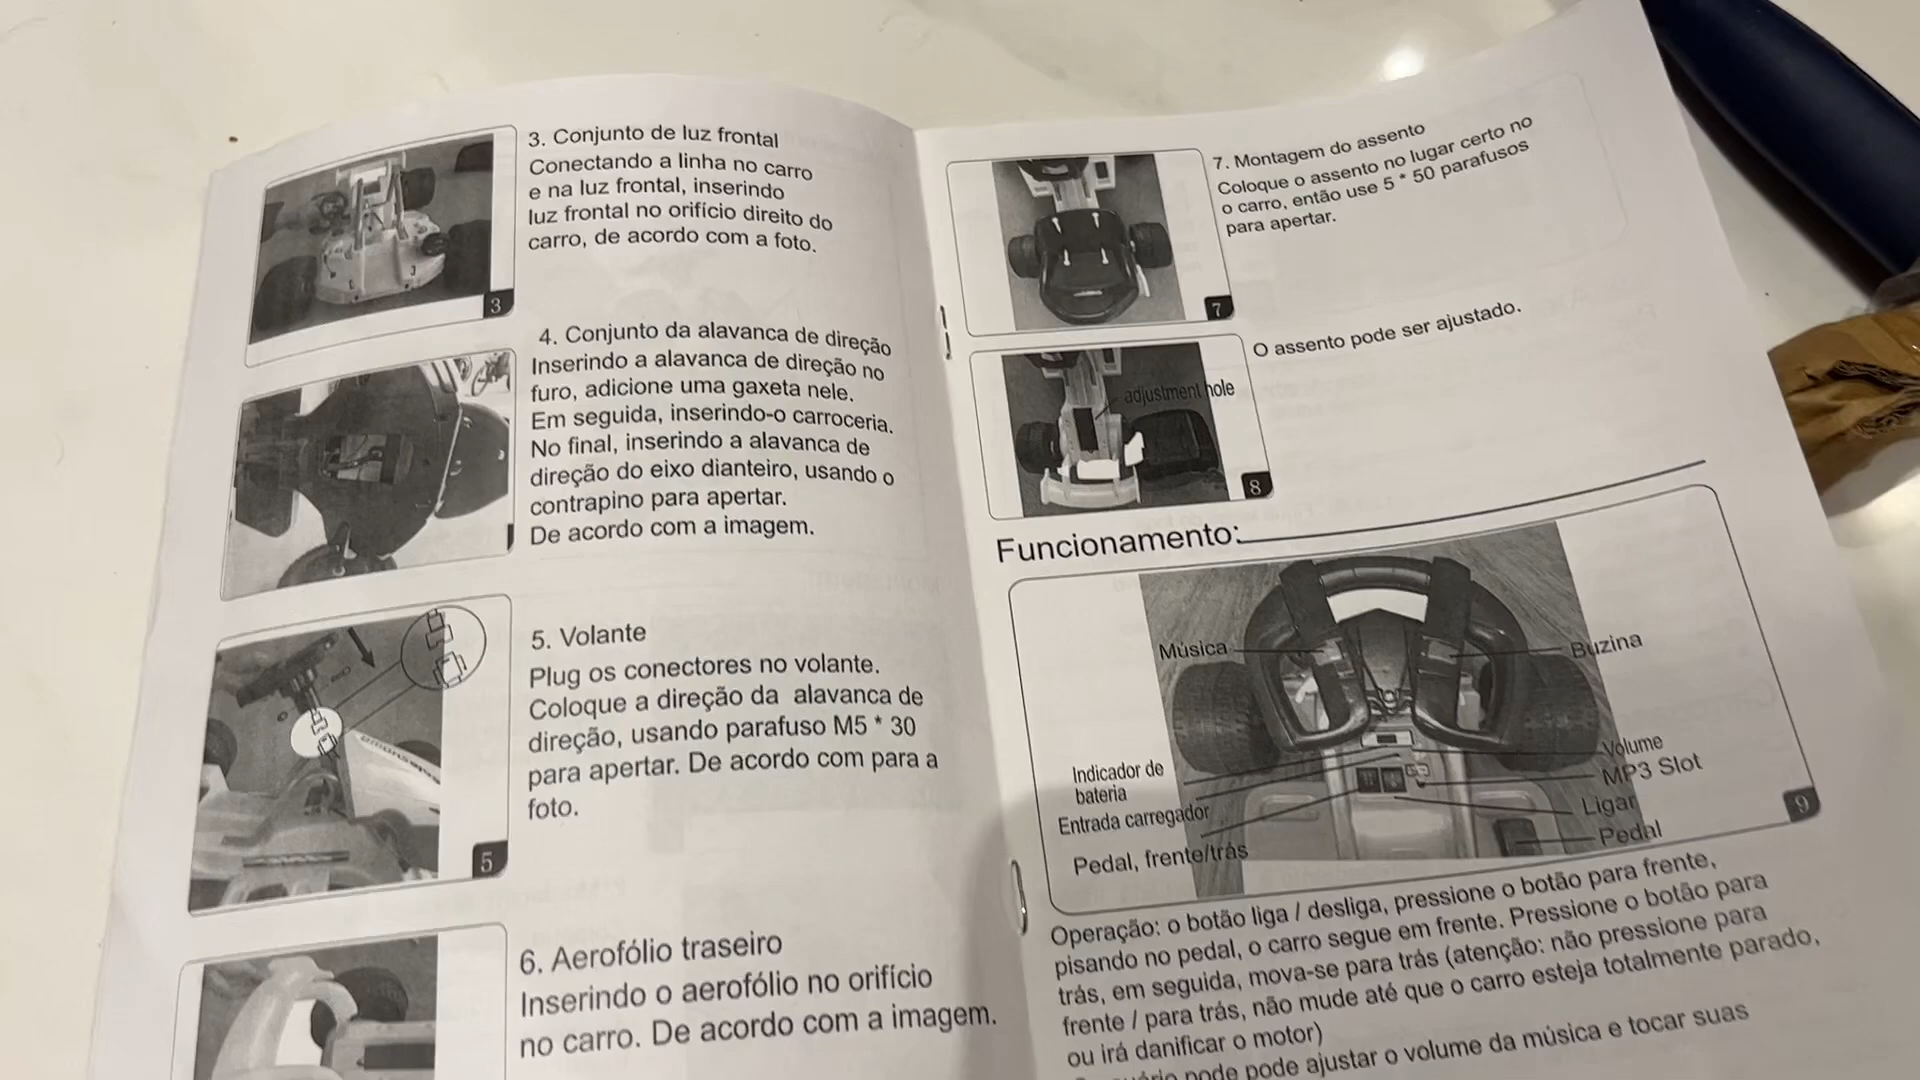 3. Conjunto de luz frontal
Conectando a linha no carro
e na luz frontal, inserindo
luz frontal no orifício direito do
carro, de acordo com a foto.
3
4. Conjunto da alavanca de direção
Inserindo a alavanca de direção no
furo, adicione uma gaxeta nele.
Em seguida, inserindo-o carroceria.
No final, inserindo a alavanca de
direção do eixo dianteiro, usando o
contrapino para apertar.
De acordo com a imagem.
5. Volante
Plug os conectores no volante.
Coloque a direção da alavanca de
direção, usando parafuso M5 * 30
para apertar. De acordo com para a
foto.
5
6. Aerofólio traseiro
Inserindo o aerofólio no orifício
no carro. De acordo com a imagem.
7. Montagem do assento
Coloque o assento no lugar certo no
o carro, então use 5 * 50 parafusos
para apertar.
7
O assento pode ser ajustado.
adjustment hole
8
Funcionamento:
Música
Buzina
Indicador de
bateria
Entrada carregador
Pedal, frente/trás
Volume
MP3 Slot
Ligar
Pedal
9
Operação: o botão liga / desliga, pressione o botão para frente,
pisando no pedal, o carro segue em frente. Pressione o botão para
trás, em seguida, mova-se para trás (atenção: não pressione para
frente / para trás, não mude até que o carro esteja totalmente parado,
ou irá danificar o motor)
pode pode ajustar o volume da música e tocar suas